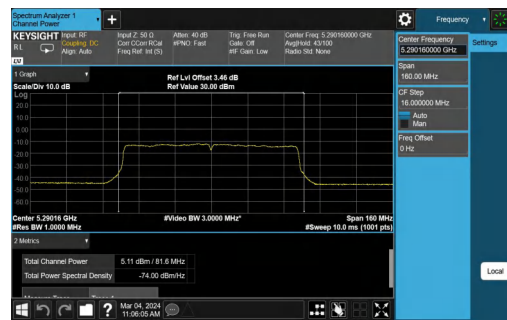 Spectrum Analyzer 1
Channel Power
Frequency
KEYSIGHT
Input: RF
Input Z: 50 Ω
Atten: 40 dB
Trig: Free Run
Center Freq: 5.290160000 GHz
R L
Coupling: DC
Corr CCorr RCal
#PNO: Fast
Gate: Off
Avg|Hold: 43/100
Align: Auto
Freq Ref: Int (S)
#IF Gain: Low
Radio Std: None
Center Frequency
5.290160000 GHz
Settings
Span
160.00 MHz
CF Step
16.000000 MHz
Auto
Man
Freq Offset
0 Hz
1 Graph
Ref Lvl Offset 3.46 dB
Scale/Div 10.0 dB
Ref Value 30.00 dBm
Log
20.0
10.0
0.00
-10.0
-20.0
-30.0
-40.0
-50.0
-60.0
Center 5.29016 GHz
#Video BW 3.0000 MHz*
Span 160 MHz
#Res BW 1.0000 MHz
#Sweep 10.0 ms (1001 pts)
2 Metrics
Total Channel Power
5.11 dBm / 81.6 MHz
Total Power Spectral Density
-74.00 dBm/Hz
Local
?
Mar 04, 2024
11:06:05 AM